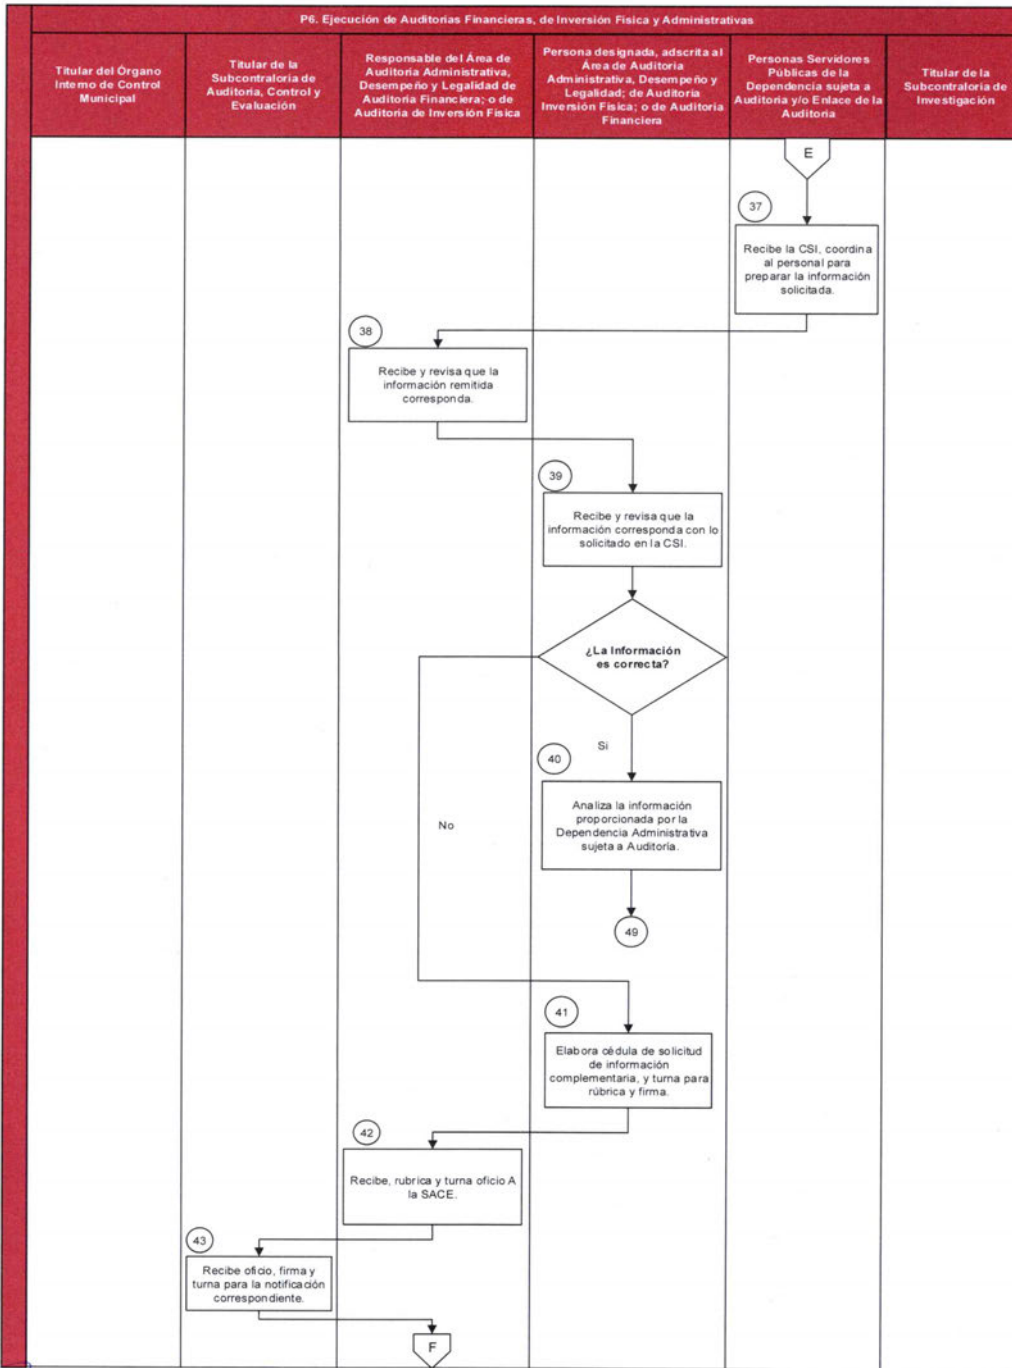 P6. Ejecución de Auditorías Financieras, de Inversión Física y Administrativas
Titular del Órgano
Interno de Control
Municipal
Titular de la
Subcontraloría de
Auditoría, Control y
Evaluación
Responsable del Área de
Auditoría Administrativa,
Desempeño y Legalidad de
Auditoría Financiera; o de
Auditoría de Inversión Física
Persona designada, adscrita al
Área de Auditoría
Administrativa, Desempeño y
Legalidad; de Auditoría
Inversión Física; o de Auditoría
Financiera
Personas Servidores
Públicas de la
Dependencia sujeta a
Auditoría y/o Enlace de la
Auditoría
Titular de la
Subcontraloría de
Investigación
E
37
Recibe la CSI, coordina
al personal para
preparar la información
solicitada.
38
Recibe y revisa que la
información remitida
corresponda.
39
Recibe y revisa que la
información corresponda con lo
solicitado en la CSI.
¿La Información
es correcta?
Si
40
No
Analiza la información
proporcionada por la
Dependencia Administrativa
sujeta a Auditoría.
49
41
Elabora cédula de solicitud
de información
complementaria, y turna para
rúbrica y firma.
42
Recibe, rubrica y turna oficio A
la SACE.
43
Recibe oficio, firma y
turna para la notificación
correspondiente.
F